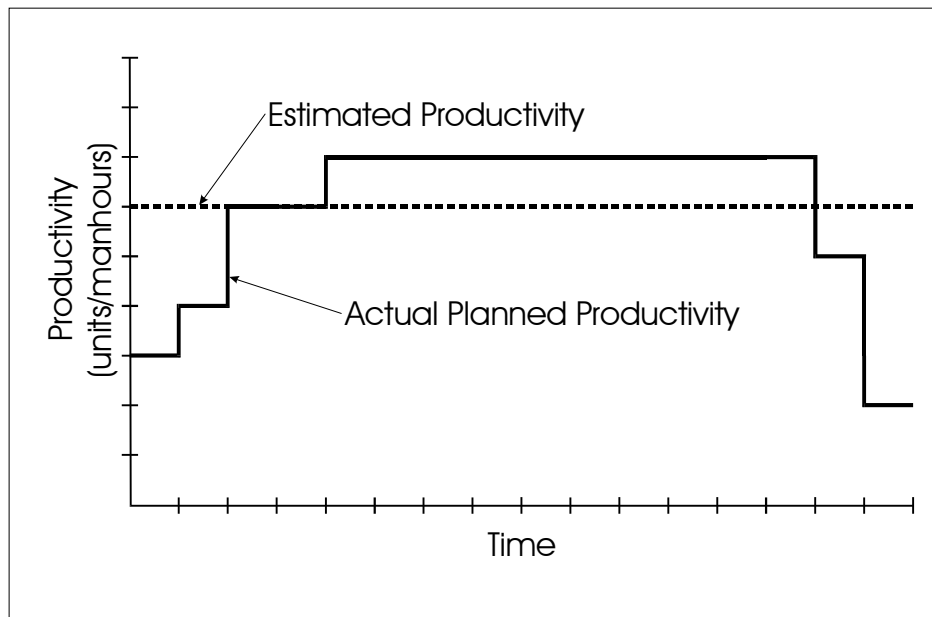 Estimated Productivity
Productivity
(units/manhours)
Actual Planned Productivity
Time